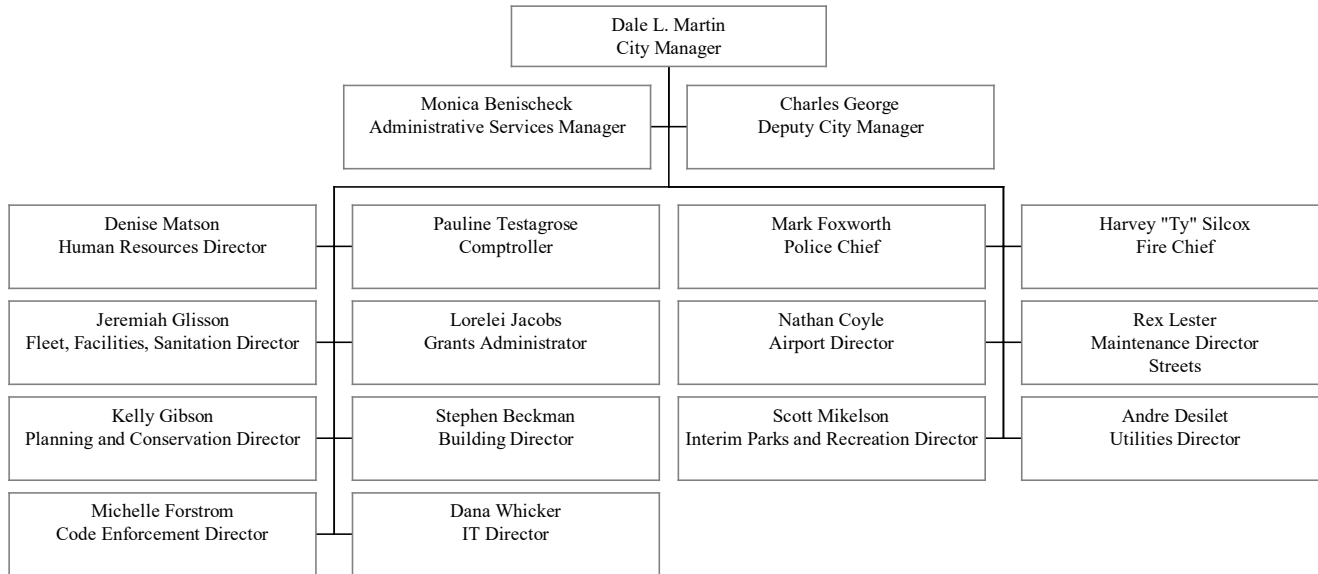 Dale L. Martin
City Manager
Monica Benischeck
Administrative Services Manager
Charles George
Deputy City Manager
Denise Matson
Human Resources Director
Pauline Testagrose
Comptroller
Mark Foxworth
Police Chief
Harvey "Ty" Silcox
Fire Chief
Jeremiah Glisson
Fleet, Facilities, Sanitation Director
Lorelei Jacobs
Grants Administrator
Nathan Coyle
Airport Director
Rex Lester
Maintenance Director
Streets
Kelly Gibson
Planning and Conservation Director
Stephen Beckman
Building Director
Scott Mikelson
Interim Parks and Recreation Director
Andre Desilet
Utilities Director
Michelle Forstrom
Code Enforcement Director
Dana Whicker
IT Director